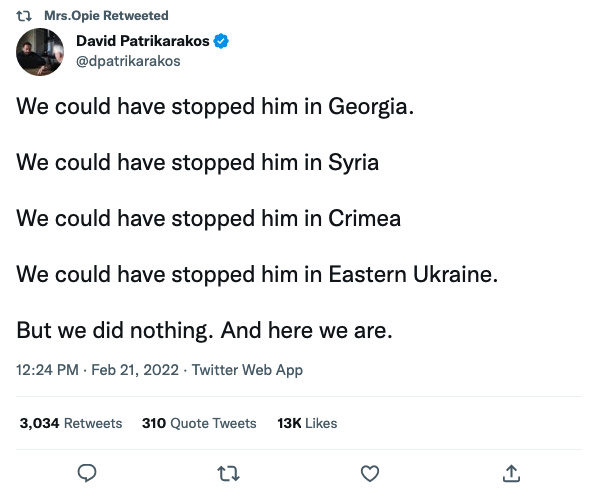 Mrs.Opie Retweeted
David Patrikarakos
@dpatrikarakos
We could have stopped him in Georgia.
We could have stopped him in Syria
We could have stopped him in Crimea
We could have stopped him in Eastern Ukraine.
But we did nothing. And here we are.
12:24 PM · Feb 21, 2022 · Twitter Web App
3,034 Retweets 310 Quote Tweets 13K Likes